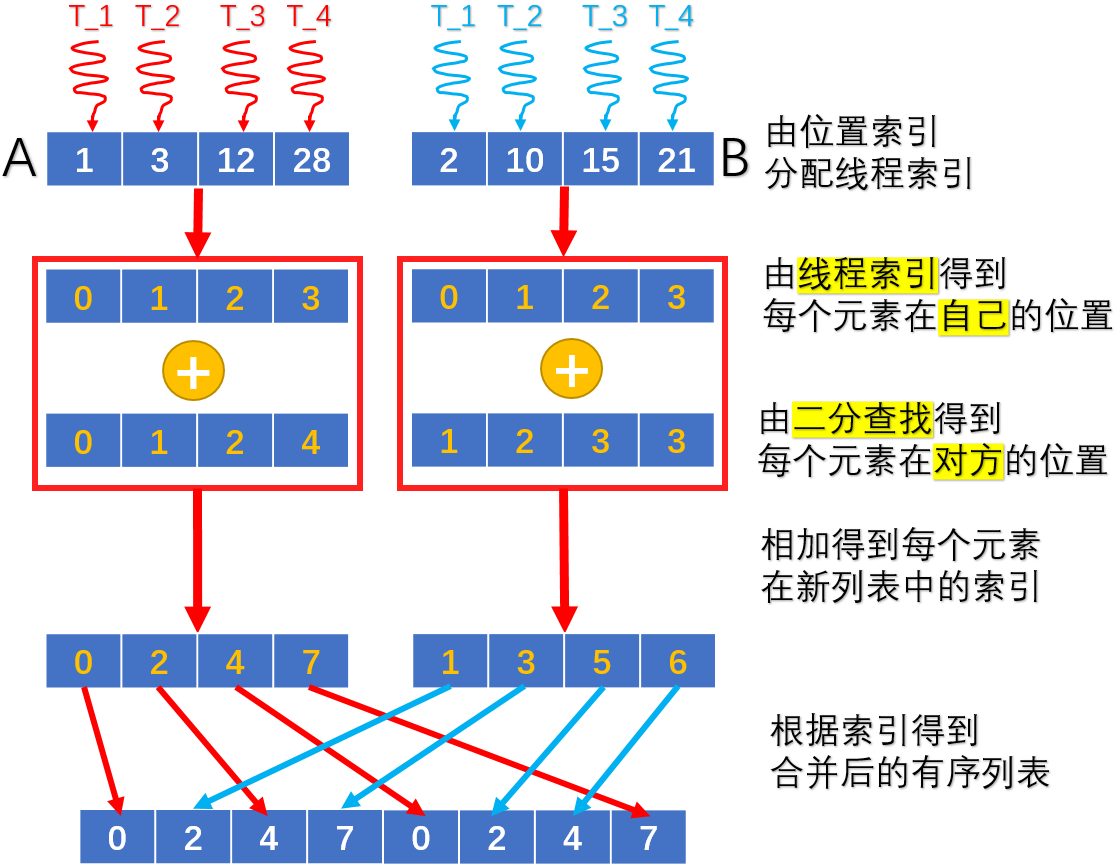 T_1 T_2 T_3 T_4 T_1 T_2 T_3 T_4
A 1 3 12 28 2 10 15 21 B
由位置索引
分配线程索引
0 1 2 3 0 1 2 3
由线程索引得到
每个元素在自己的位置
+ +
由二分查找得到
每个元素在对方的位置
0 1 2 4 1 2 3 3
相加得到每个元素
在新列表中的索引
0 2 4 7 1 3 5 6
根据索引得到
合并后的有序列表
0 2 4 7 0 2 4 7